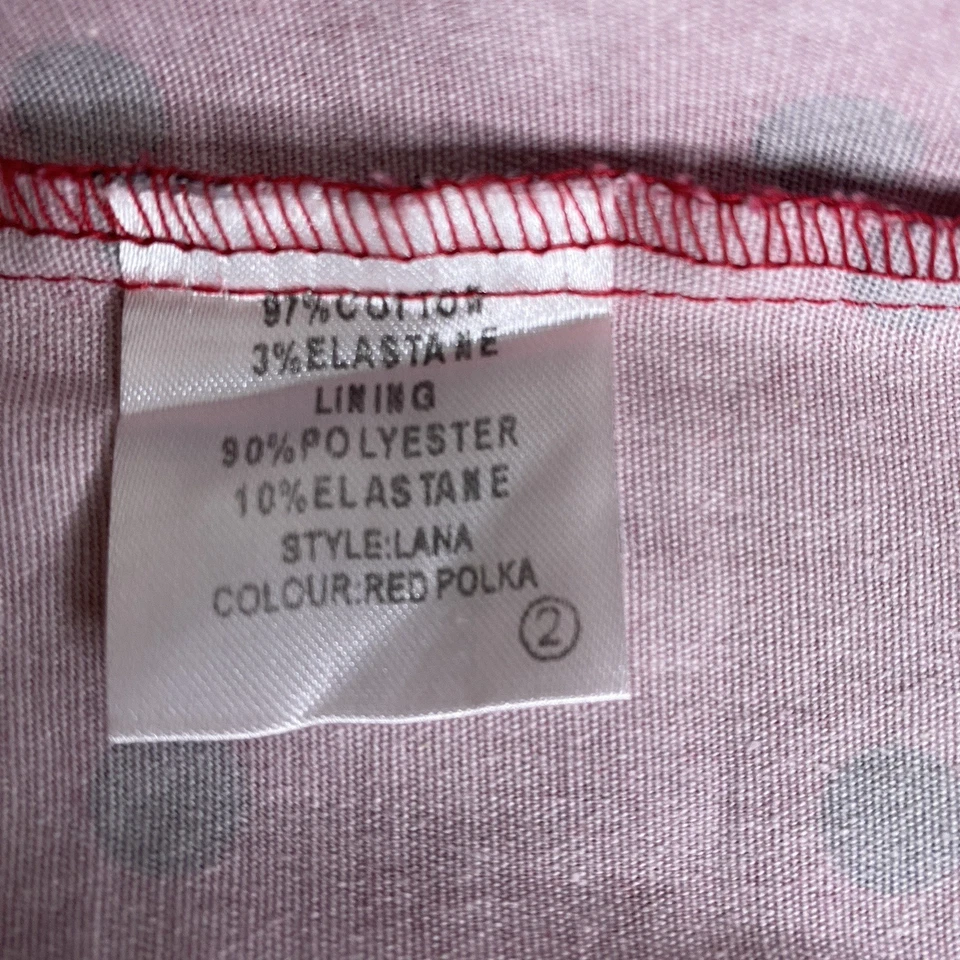 97%COTTON
3%ELASTANE
LINING
90%POLYESTER
10%ELASTANE
STYLE:LANA
COLOUR:RED POLKA
2